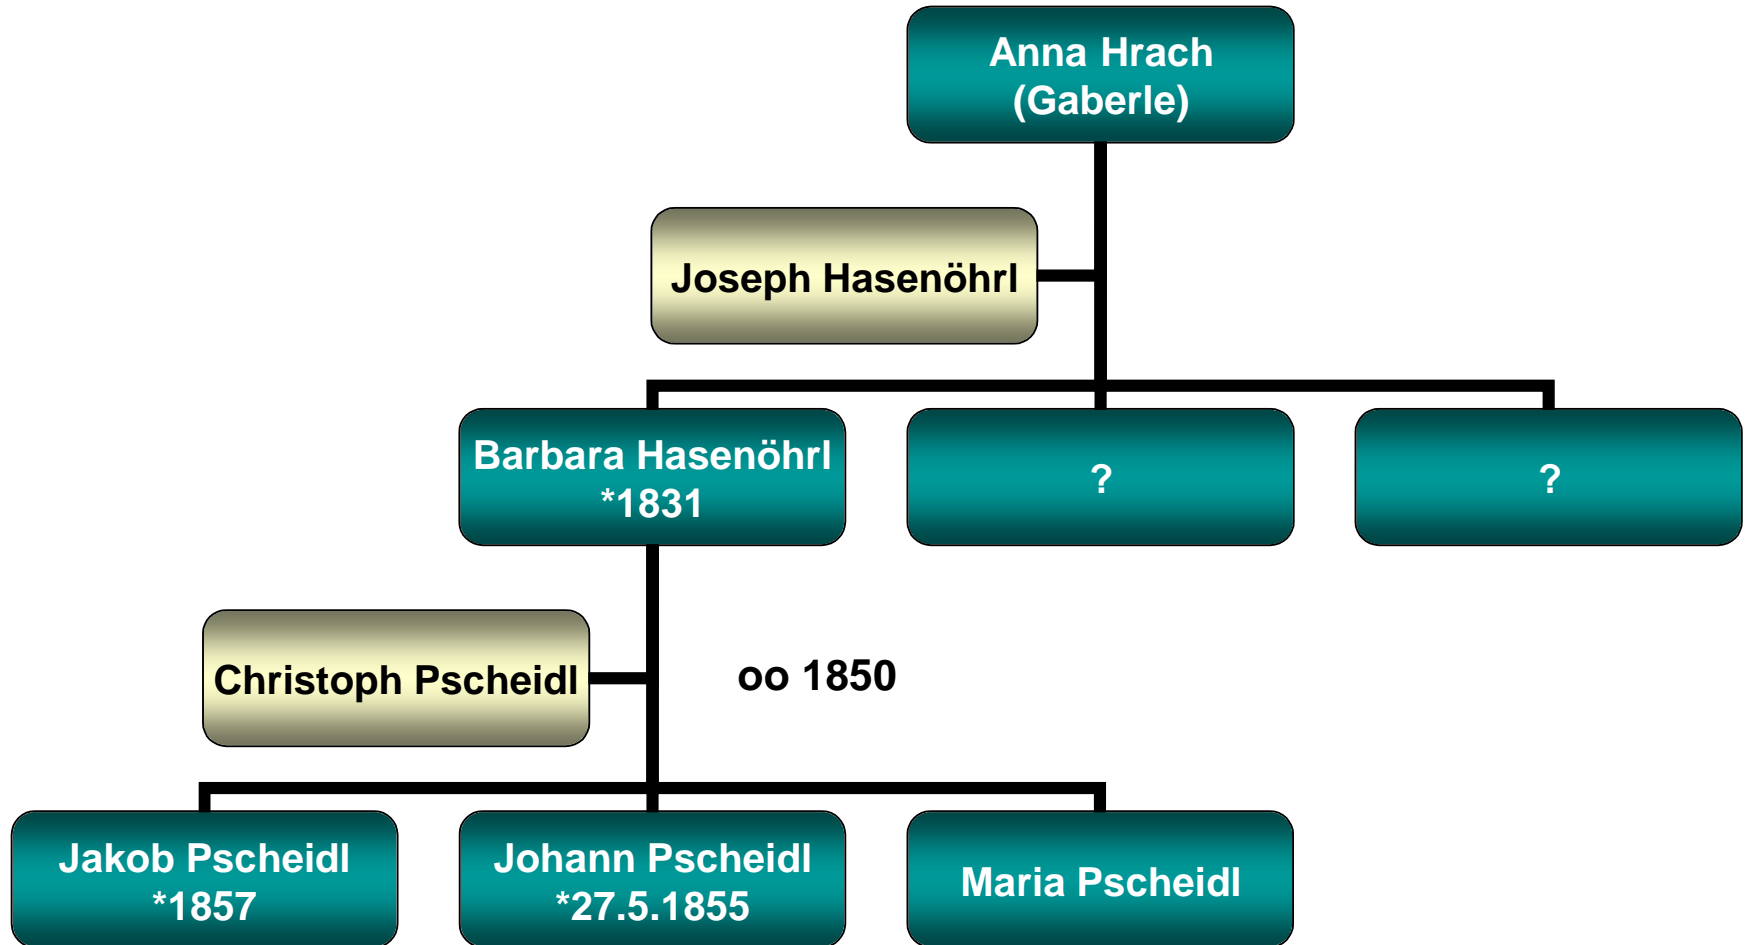 Anna Hrach
(Gaberle)
Joseph Hasenöhrl
Barbara Hasenöhrl
*1831
?
?
Christoph Pscheidl
oo 1850
Jakob Pscheidl
*1857
Johann Pscheidl
*27.5.1855
Maria Pscheidl